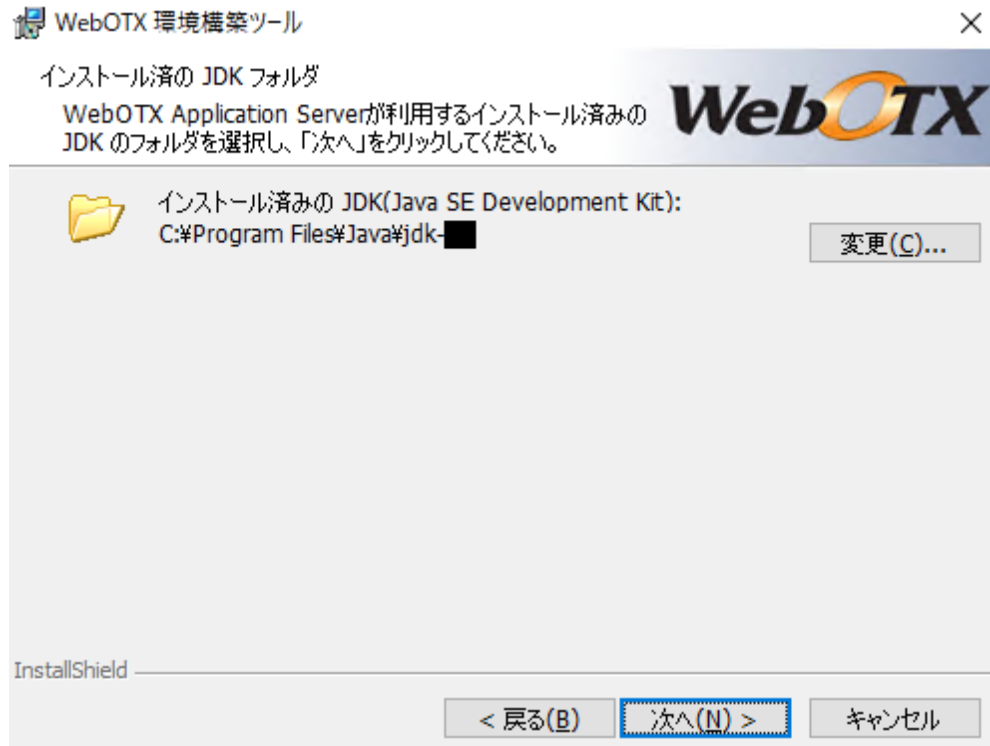 WebOTX 環境構築ツール
インストール済の JDK フォルダ
WebOTX Application Serverが利用するインストール済みの
JDK のフォルダを選択し、「次へ」をクリックしてください。
WebOTX
インストール済みの JDK(Java SE Development Kit):
C:¥Program Files¥Java¥jdk-
変更(C)...
InstallShield
< 戻る(B)
次へ(N) >
キャンセル